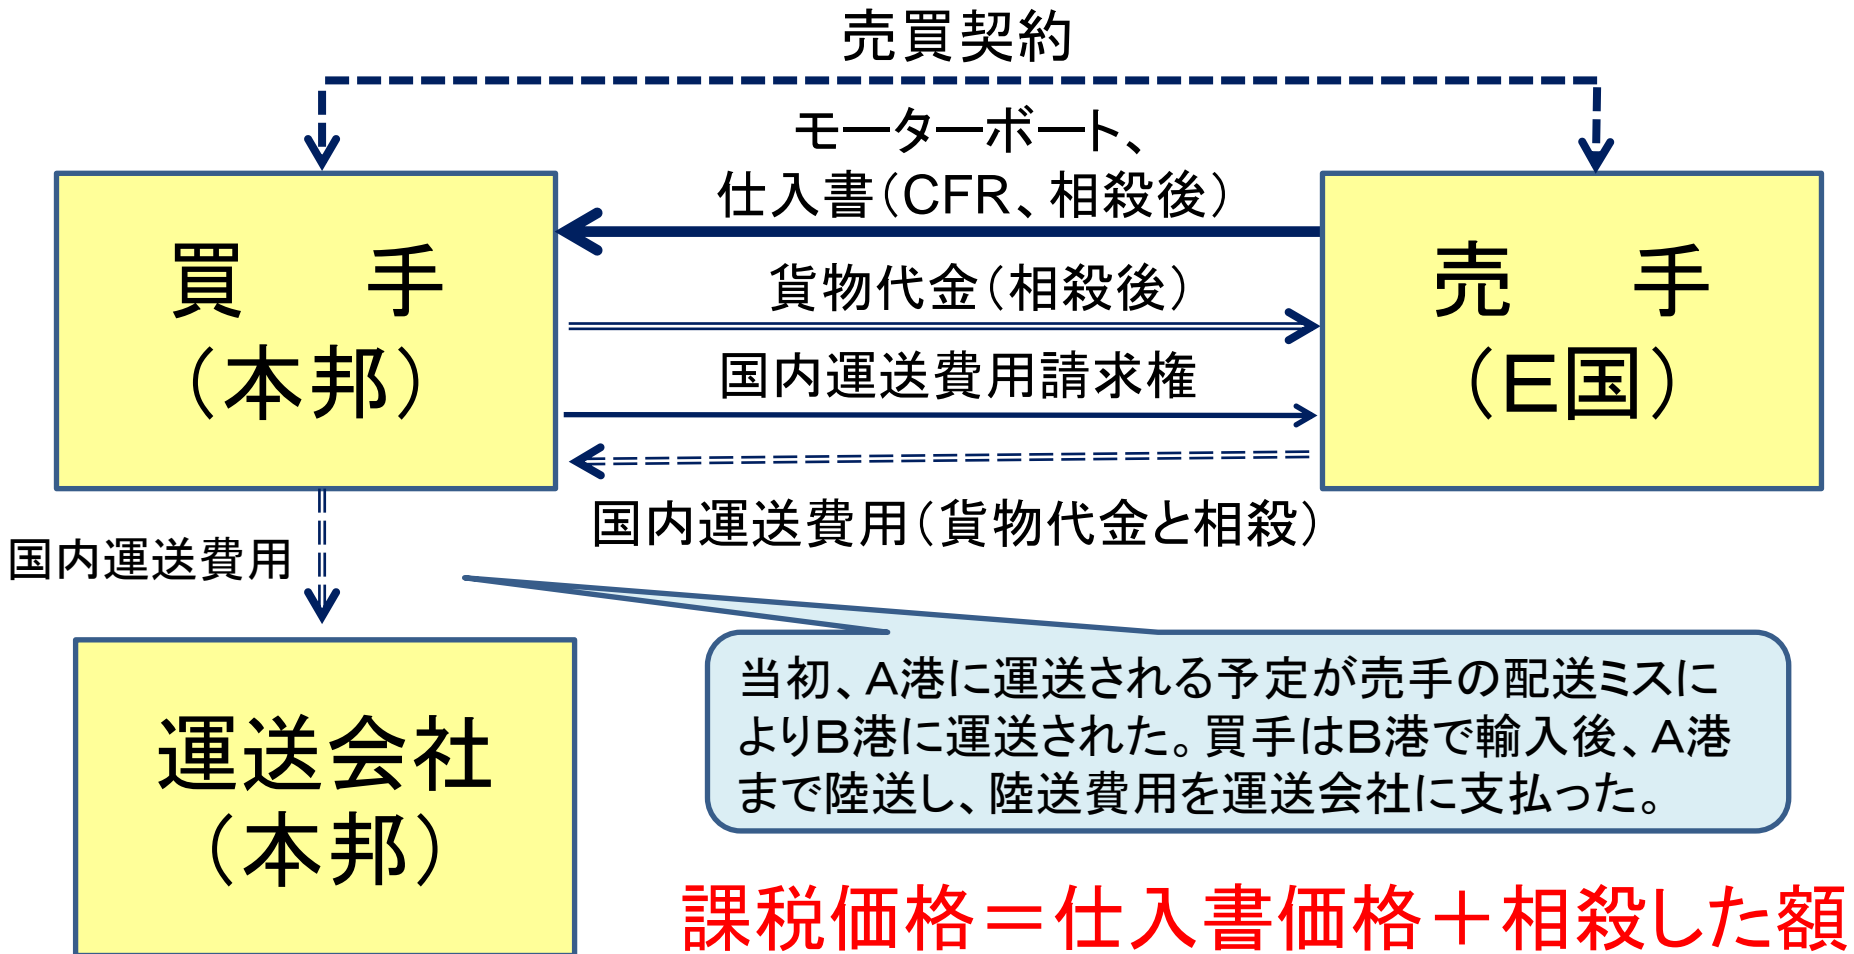 売買契約
モーターボート、
仕入書（CFR、相殺後）
買　手
（本邦）
売　手
（E国）
貨物代金（相殺後）
国内運送費用請求権
国内運送費用（貨物代金と相殺）
国内運送費用
運送会社
（本邦）
当初、A港に運送される予定が売手の配送ミスに
よりB港に運送された。買手はB港で輸入後、A港
まで陸送し、陸送費用を運送会社に支払った。
課税価格＝仕入書価格＋相殺した額